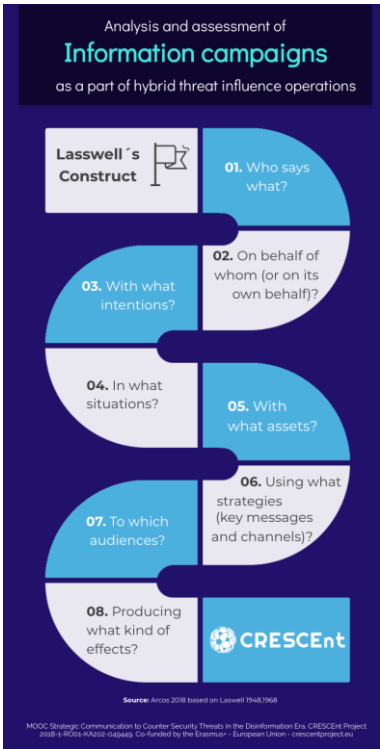 Analysis and assessment of
Information campaigns
as a part of hybrid threat influence operations
Lasswell´s
Construct
01. Who says
what?
02. On behalf of
whom (or on its
own behalf)?
03. With what
intentions?
04. In what
situations?
05. With
what assets?
06. Using what
strategies
(key messages
and channels)?
07. To which
audiences?
08. Producing
what kind of
effects?
CRESCEnt
Source: Arcos 2018 based on Laswell 1948,1968
MOOC Strategic Communication to Counter Security Threats in the Disinformation Era. CRESCEnt Project
2018-1-RO01-KA202-049449. Co-funded by the Erasmus+ - European Union - crescentproject.eu